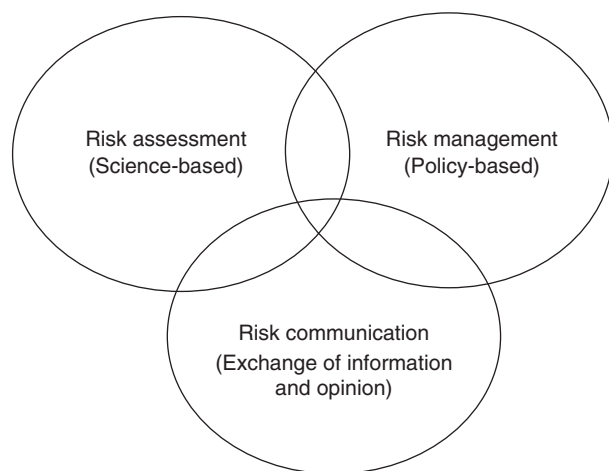 Risk assessment
(Science-based)
Risk management
(Policy-based)
Risk communication
(Exchange of information
and opinion)